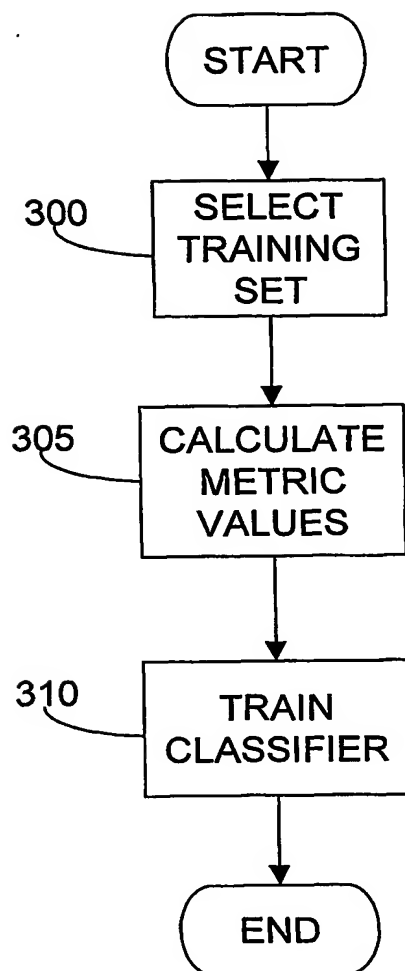 START
300
SELECT
TRAINING
SET
305
CALCULATE
METRIC
VALUES
310
TRAIN
CLASSIFIER
END